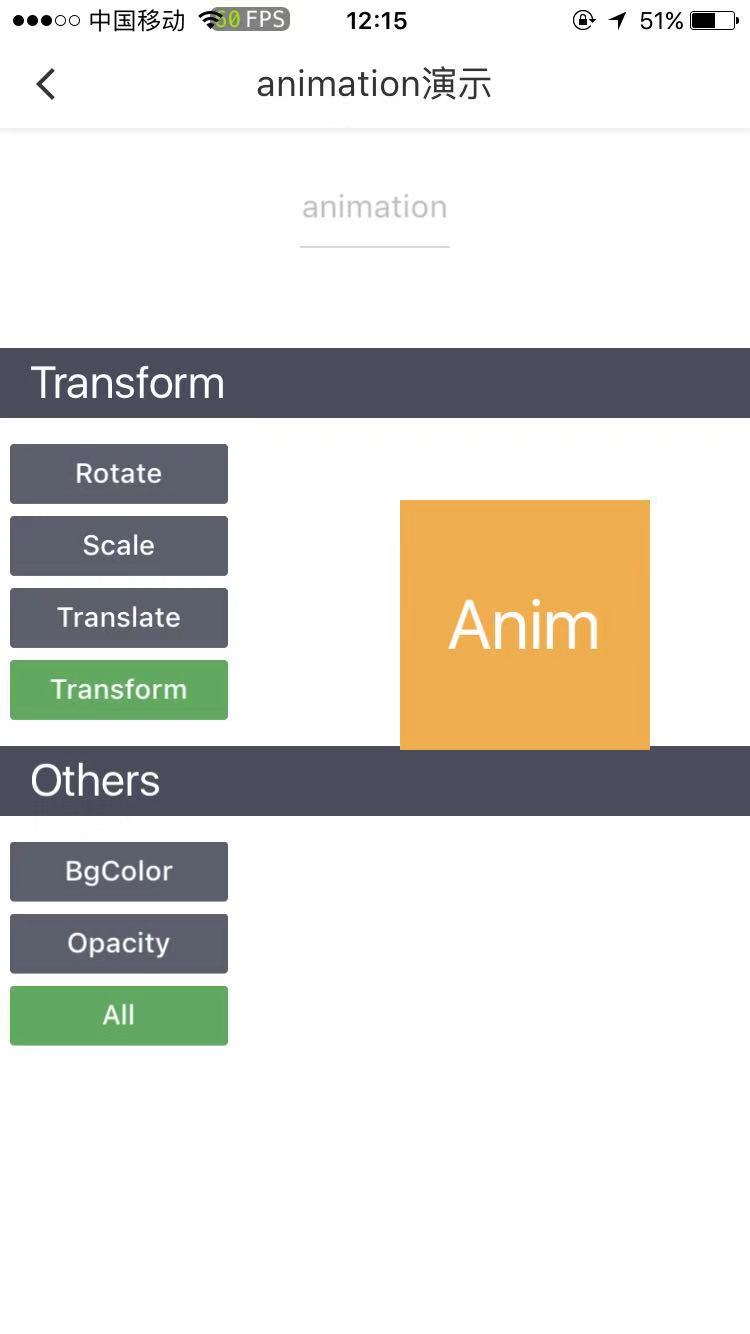 中国移动 60 FPS 12:15 51%
animation演示
animation
Transform
Rotate
Scale
Translate
Transform
Anim
Others
BgColor
Opacity
All